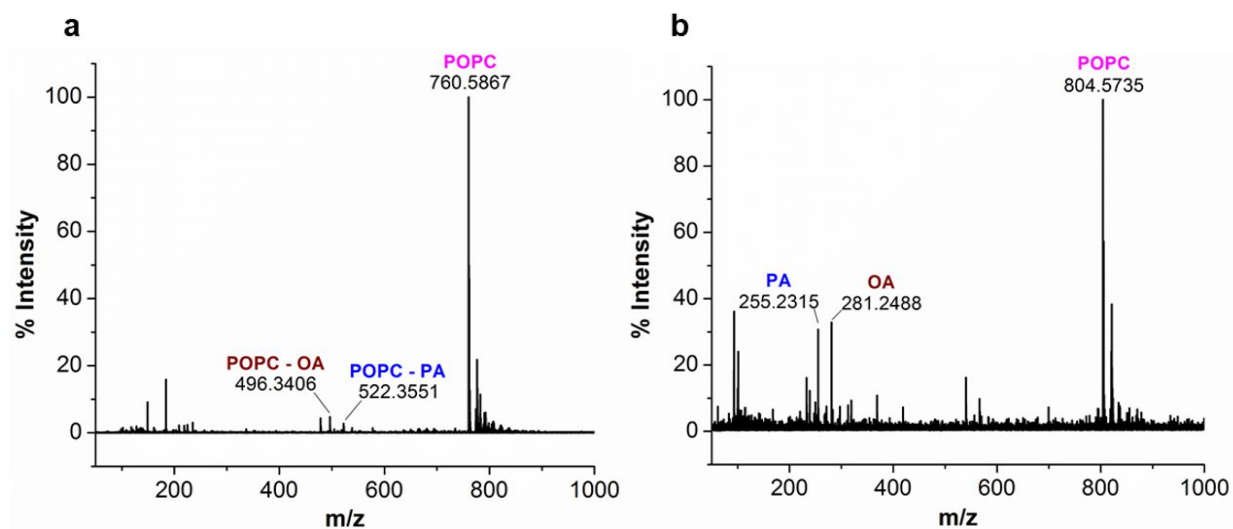 a
POPC
760.5867
100
80
60
40
20
0
% Intensity
POPC - OA
496.3406
POPC - PA
522.3551
200
400
600
800
1000
m/z
b
POPC
804.5735
100
80
60
40
20
0
% Intensity
PA
255.2315
OA
281.2488
200
400
600
800
1000
m/z